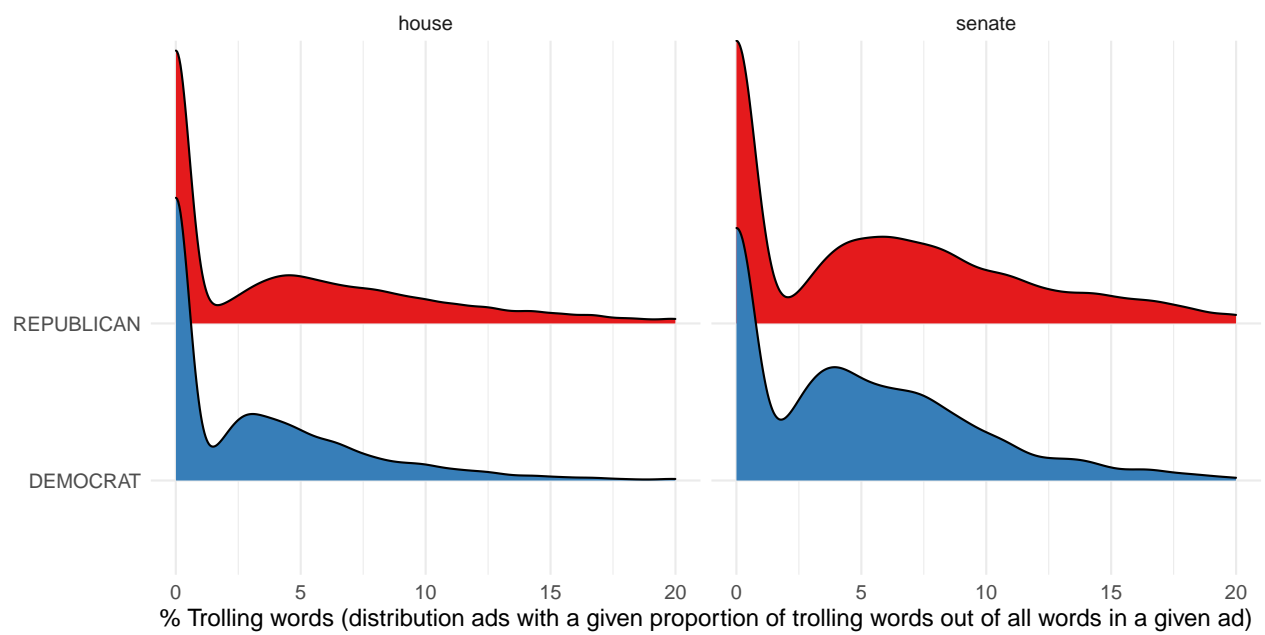 house senate
REPUBLICAN
DEMOCRAT
0 5 10 15 20 0 5 10 15 20
% Trolling words (distribution ads with a given proportion of trolling words out of all words in a given ad)